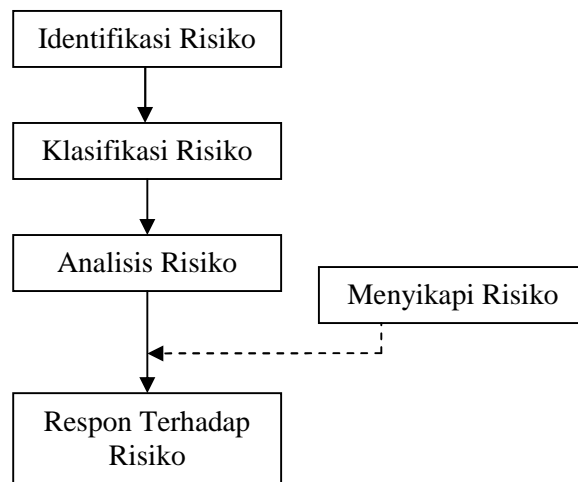 Identifikasi Risiko
Klasifikasi Risiko
Analisis Risiko
Menyikapi Risiko
Respon Terhadap
Risiko